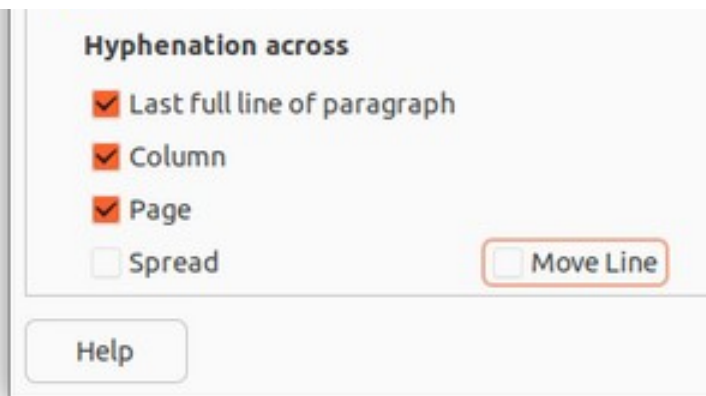 Hyphenation across
Last full line of paragraph
Column
Page
Spread Move Line
Help